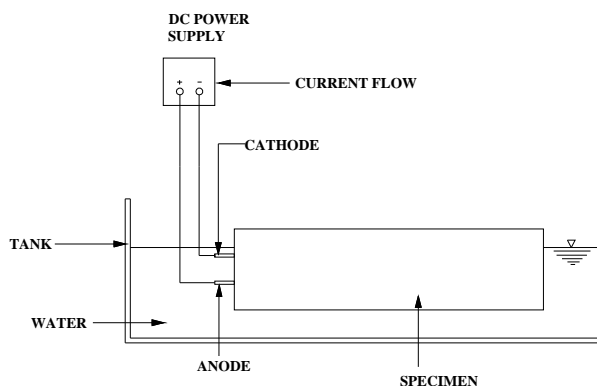 DC POWER
SUPPLY
+ −
CURRENT FLOW
CATHODE
TANK
WATER
ANODE
SPECIMEN